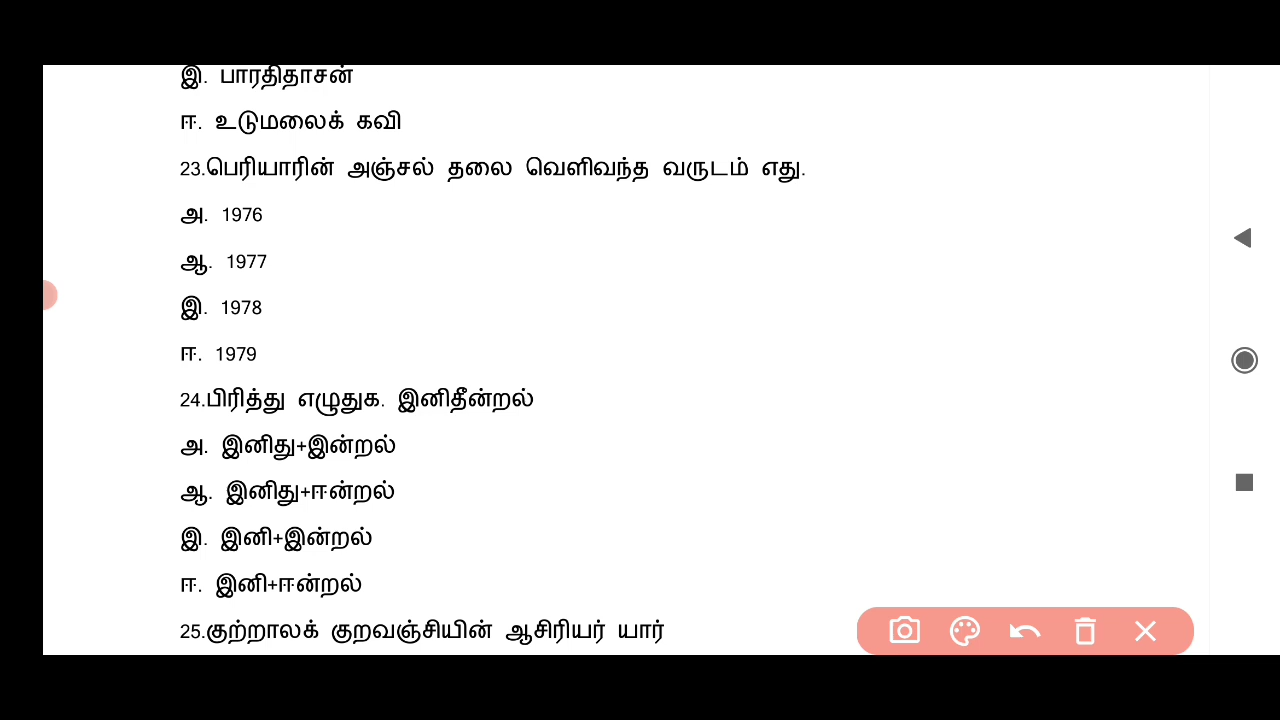 இ. பாரதிதாசன்
ஈ. உடுமலைக் கவி
23.பெரியாரின் அஞ்சல் தலை வெளிவந்த வருடம் எது.
அ. 1976
ஆ. 1977
இ. 1978
ஈ. 1979
24.பிரித்து எழுதுக. இனிதீன்றல்
அ. இனிது+இன்றல்
ஆ. இனிது+ஈன்றல்
இ. இனி+இன்றல்
ஈ. இனி+ஈன்றல்
25.குற்றாலக் குறவஞ்சியின் ஆசிரியர் யார்